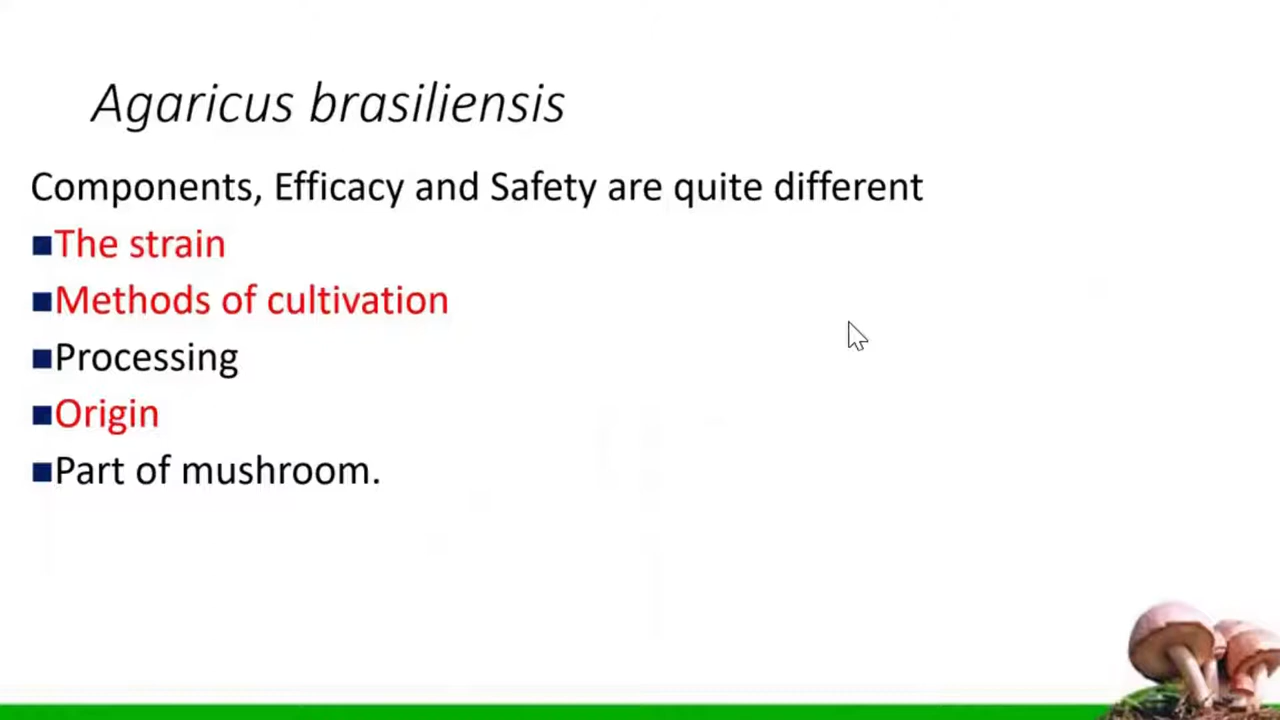 Agaricus brasiliensis
Components, Efficacy and Safety are quite different
■The strain
■Methods of cultivation
■Processing
■Origin
■Part of mushroom.